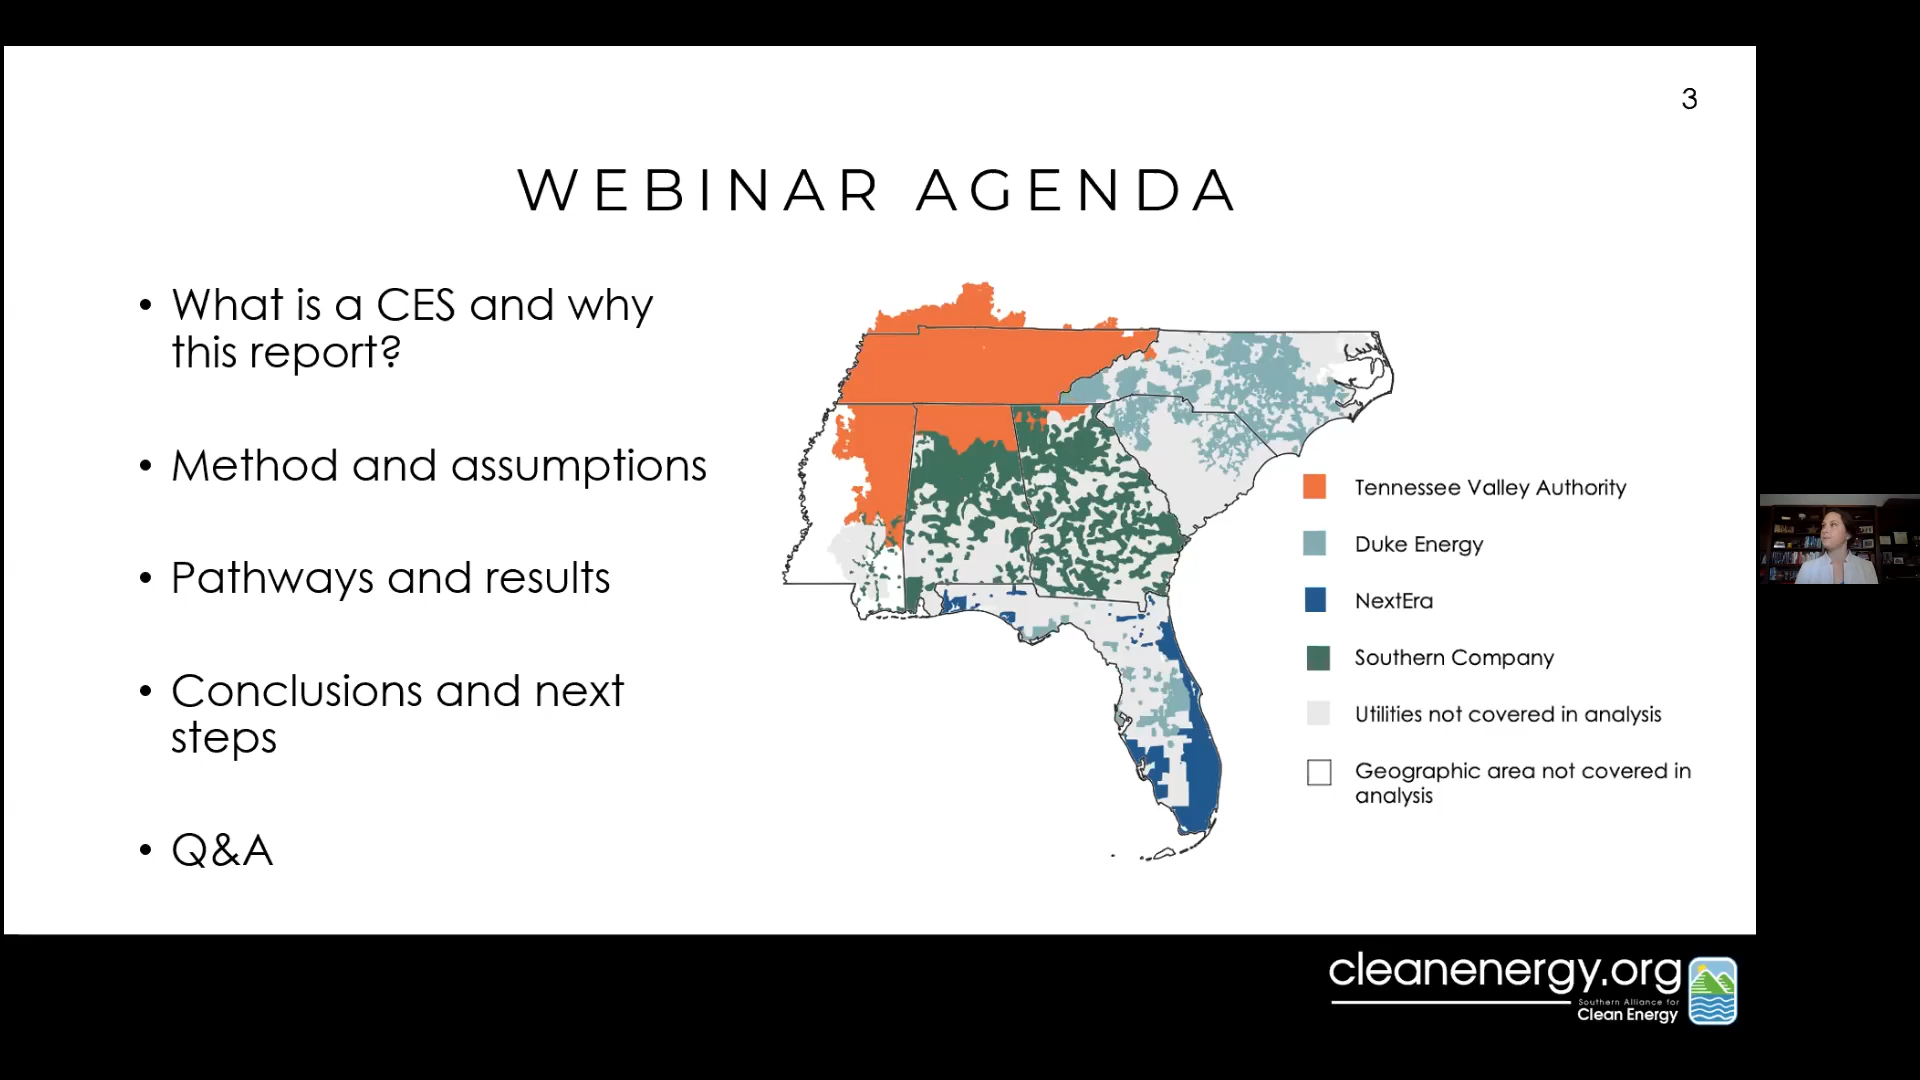 3
WEBINAR AGENDA
• What is a CES and why
this report?
• Method and assumptions
• Pathways and results
• Conclusions and next
steps
• Q&A
Tennessee Valley Authority
Duke Energy
NextEra
Southern Company
Utilities not covered in analysis
Geographic area not covered in
analysis
cleanenergy.org
Southern Alliance for
Clean Energy